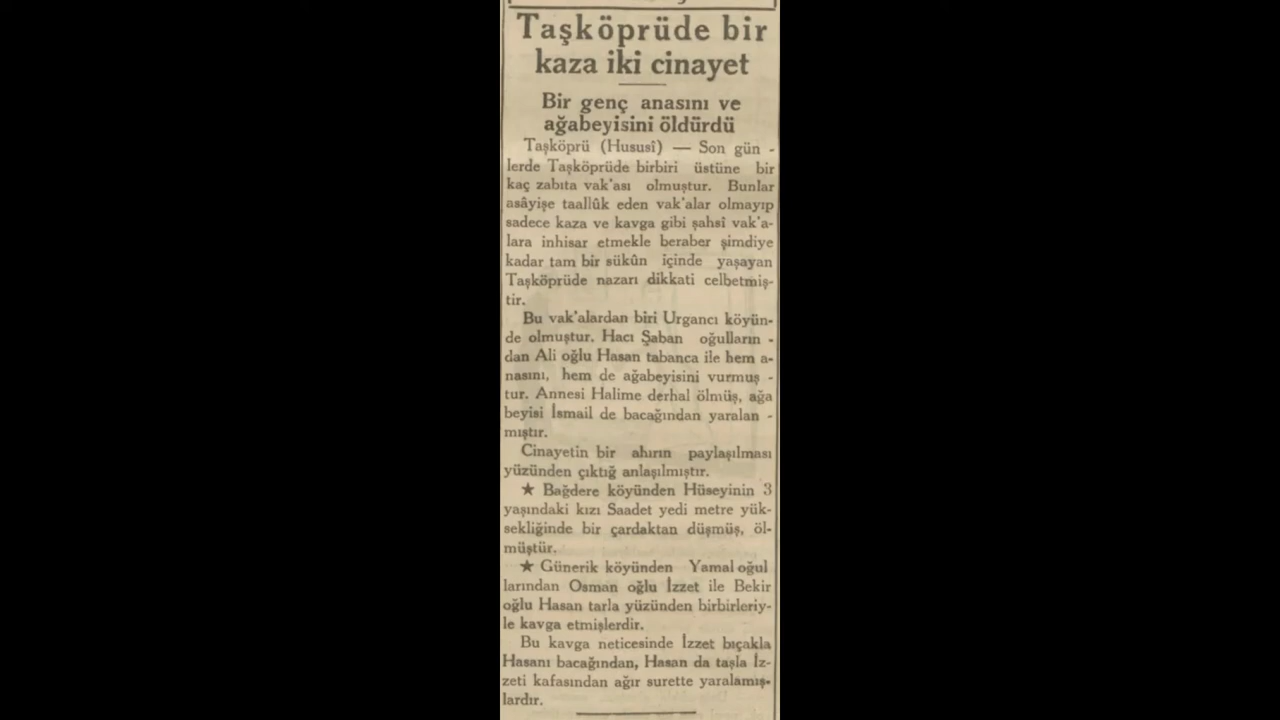 Taşköprüde bir
kaza iki cinayet
Bir genç anasını ve
ağabeyisini öldürdü
Taşköprü (Hususî) — Son gün -
lerde Taşköprüde birbiri üstüne bir
kaç zabıta vak'ası olmuştur. Bunlar
asâyişe taallûk eden vak'alar olmayıp
sadece kaza ve kavga gibi şahsî vak'a-
lara inhisar etmekle beraber şimdiye
kadar tam bir sükûn içinde yaşayan
Taşköprüde nazarı dikkati celbetmiş-
tir.
Bu vak'alardan biri Urgancı köyün-
de olmuştur. Hacı Şaban oğulların -
dan Ali oğlu Hasan tabanca ile hem a-
nasını, hem de ağabeyisini vurmuş -
tur. Annesi Halime derhal ölmüş, ağa
beyisi İsmail de bacağından yaralan -
mıştır.
Cinayetin bir ahırın paylaşılması
yüzünden çıktığ anlaşılmıştır.
★ Bağdere köyünden Hüseyinin 3
yaşındaki kızı Saadet yedi metre yük-
sekliğinde bir çardaktan düşmüş, öl-
müştür.
★ Günerik köyünden Yamal oğul
larından Osman oğlu İzzet ile Bekir
oğlu Hasan tarla yüzünden birbirleriy-
le kavga etmişlerdir.
Bu kavga neticesinde İzzet bıçakla
Hasanı bacağından, Hasan da taşla İz-
zeti kafasından ağır surette yaralamış-
lardır.